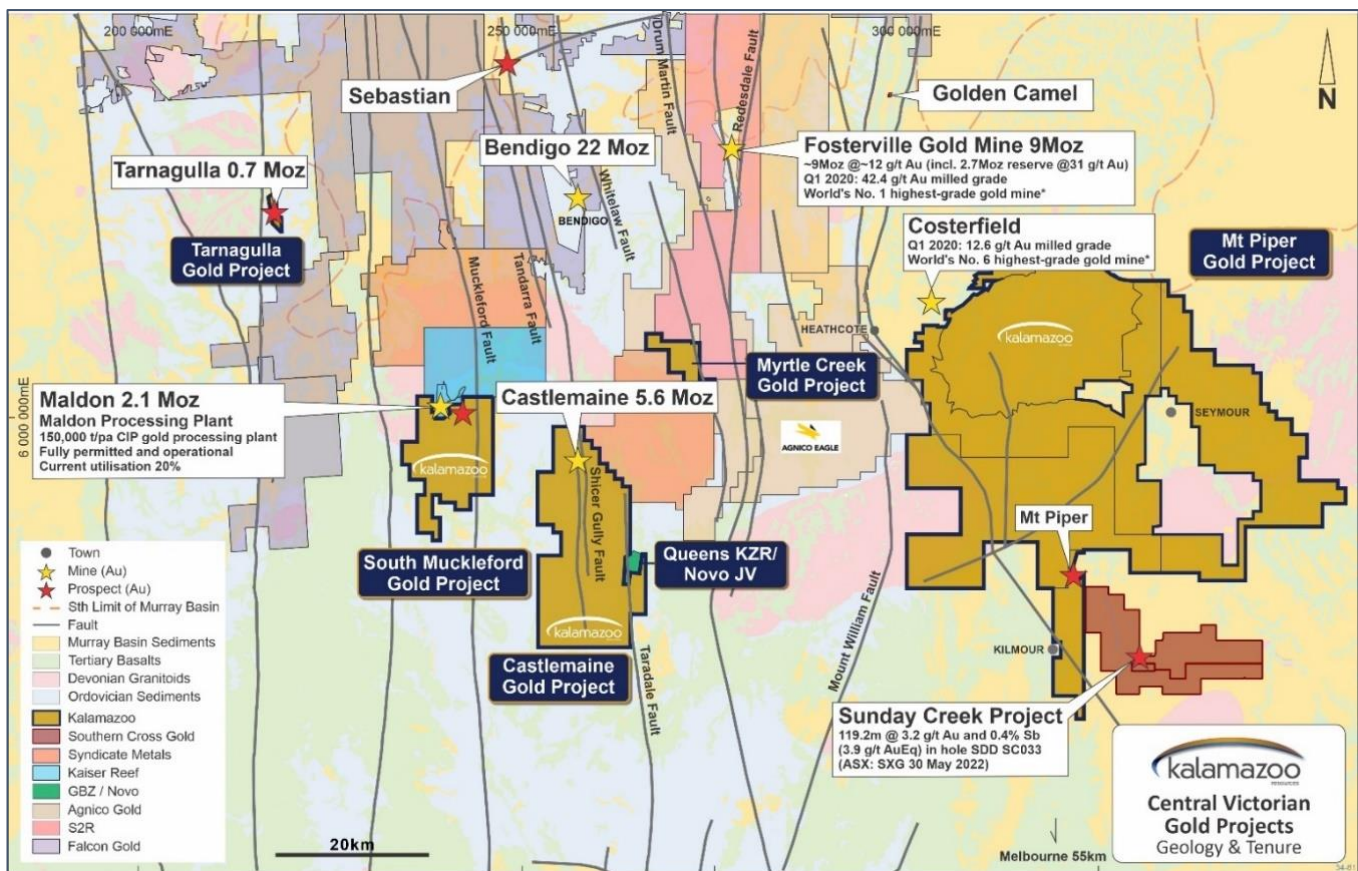 200 000mE
250 000 mE
300 000mE
N
Sebastian
Drum Martin Fault
Redesdale Fault
Golden Camel
Tarnagulla 0.7 Moz
Tarnagulla
Gold Project
Bendigo 22 Moz
BENDIGO
Whitelaw Fault
Fosterville Gold Mine 9Moz
~9Moz @~12 g/t Au (incl. 2.7Moz reserve @31 g/t Au)
Q1 2020: 42.4 g/t Au milled grade
World's No. 1 highest-grade gold mine*
Costerfield
Q1 2020: 12.6 g/t Au milled grade
World's No. 6 highest-grade gold mine*
Mt Piper
Gold Project
Muckleford Fault
Tandarra Fault
HEATHCOTE
kalamazoo
Myrtle Creek
Gold Project
6 000 000mE
Maldon 2.1 Moz
Maldon Processing Plant
150,000 t/pa CIP gold processing plant
Fully permitted and operational
Current utilisation 20%
Castlemaine 5.6 Moz
AGNICO EAGLE
SEYMOUR
kalamazoo
Shicer Gully Fault
Mt Piper
South Muckleford
Gold Project
Queens KZR/
Novo JV
kalamazoo
Castlemaine
Gold Project
Taradale Fault
Mount William Fault
KILMOUR
Sunday Creek Project
119.2m @ 3.2 g/t Au and 0.4% Sb
(3.9 g/t AuEq) in hole SDD SC033
(ASX: SXG 30 May 2022)
Town
Mine (Au)
Prospect (Au)
Sth Limit of Murray Basin
Fault
Murray Basin Sediments
Tertiary Basalts
Devonian Granitoids
Ordovician Sediments
Kalamazoo
Southern Cross Gold
Syndicate Metals
Kaiser Reef
GBZ / Novo
Agnico Gold
S2R
Falcon Gold
20km
Melbourne 55km
kalamazoo
resources
Central Victorian
Gold Projects
Geology & Tenure